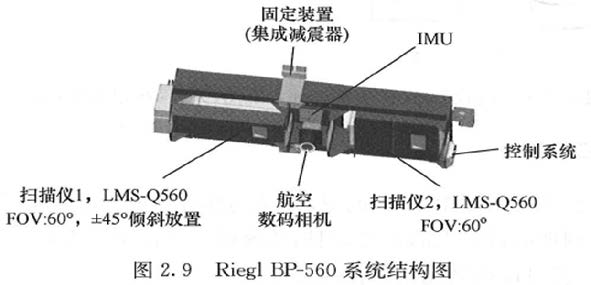 固定装置
(集成减震器)
IMU
控制系统
扫描仪1，LMS-Q560
FOV:60°，±45°倾斜放置
航空
数码相机
扫描仪2，LMS-Q560
FOV:60°
图 2.9 Riegl BP-560 系统结构图